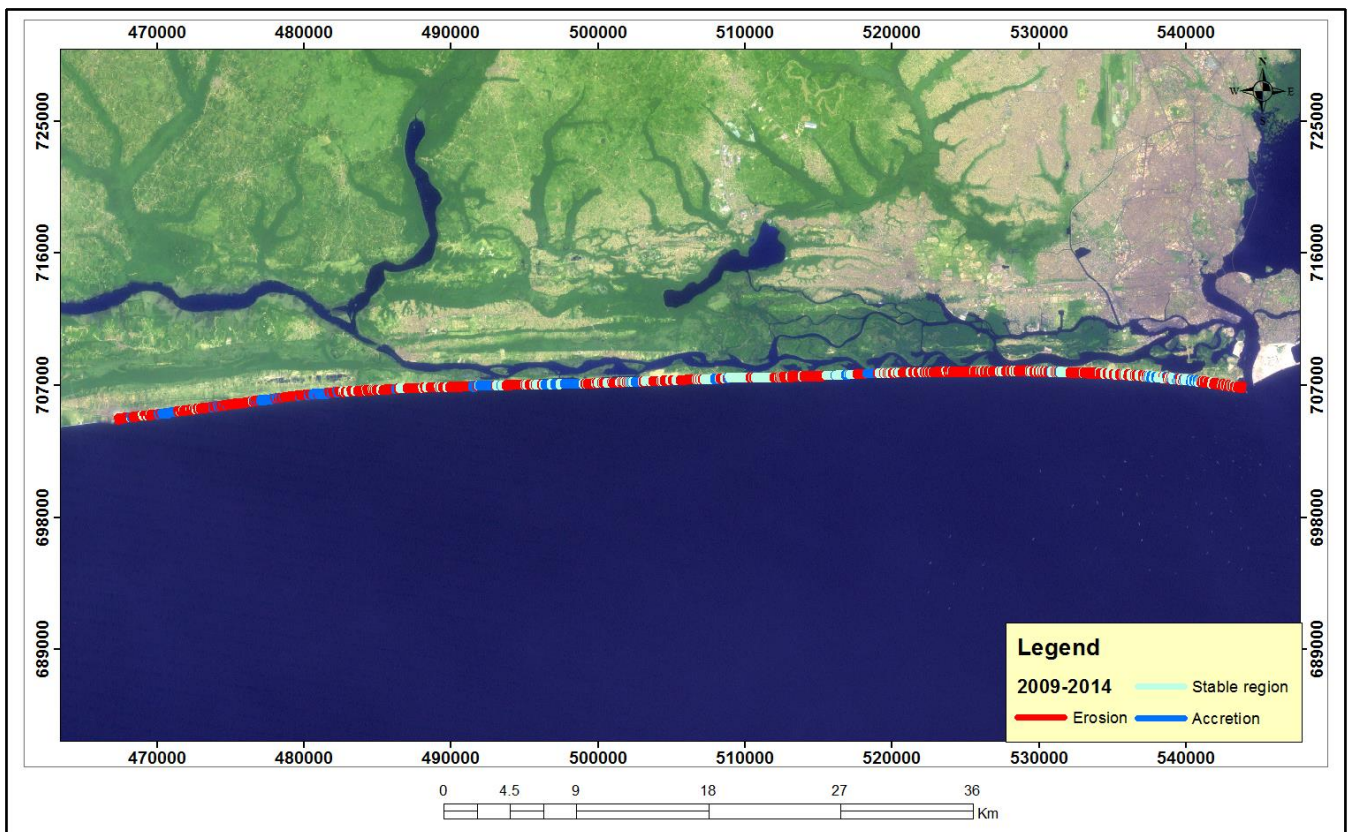 470000 480000 490000 500000 510000 520000 530000 540000
N
W E
S
725000 725000
716000 716000
707000 707000
698000 698000
689000 689000
Legend
2009-2014 Stable region
Erosion Accretion
470000 480000 490000 500000 510000 520000 530000 540000
0 4.5 9 18 27 36
Km